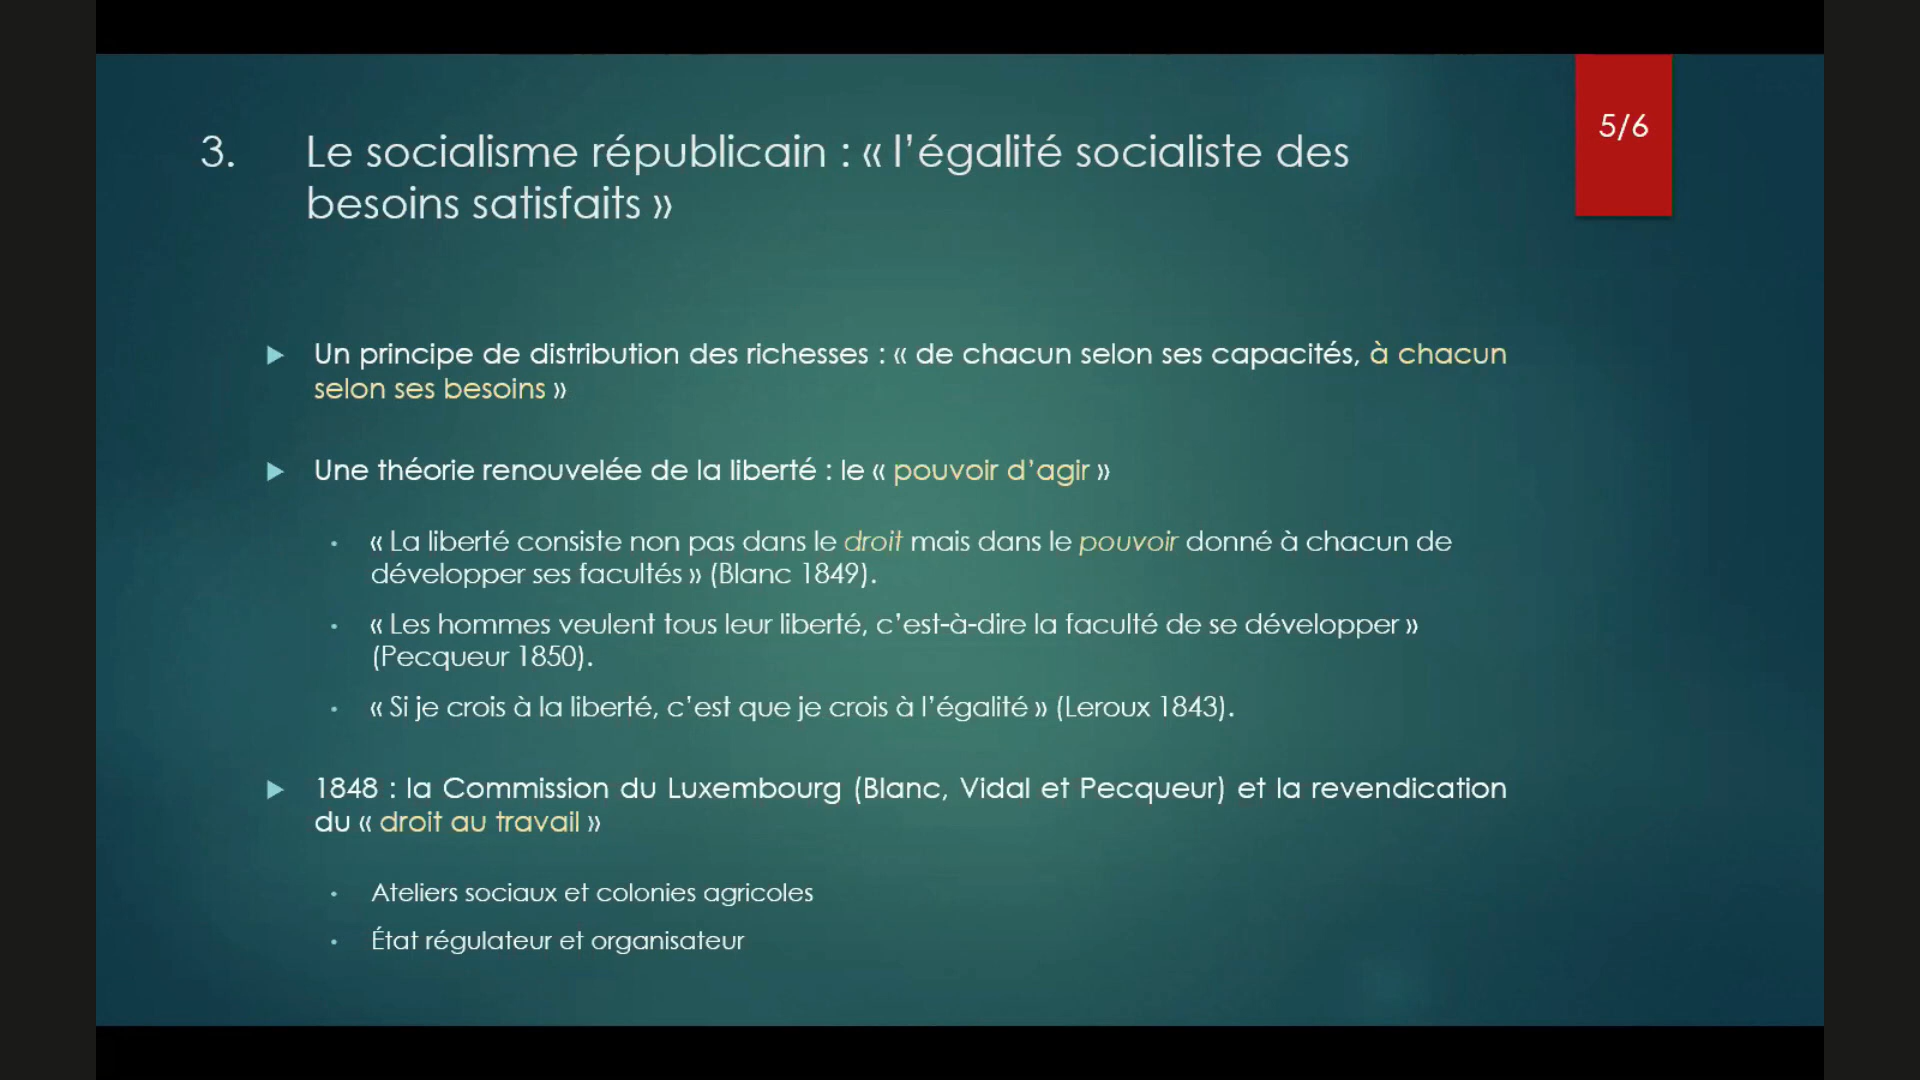 5/6
3. Le socialisme républicain : « l’égalité socialiste des
besoins satisfaits »
Un principe de distribution des richesses : « de chacun selon ses capacités, à chacun
selon ses besoins »
Une théorie renouvelée de la liberté : le « pouvoir d’agir »
« La liberté consiste non pas dans le droit mais dans le pouvoir donné à chacun de
développer ses facultés » (Blanc 1849).
« Les hommes veulent tous leur liberté, c’est-à-dire la faculté de se développer »
(Pecqueur 1850).
« Si je crois à la liberté, c’est que je crois à l’égalité » (Leroux 1843).
1848 : la Commission du Luxembourg (Blanc, Vidal et Pecqueur) et la revendication
du « droit au travail »
Ateliers sociaux et colonies agricoles
État régulateur et organisateur